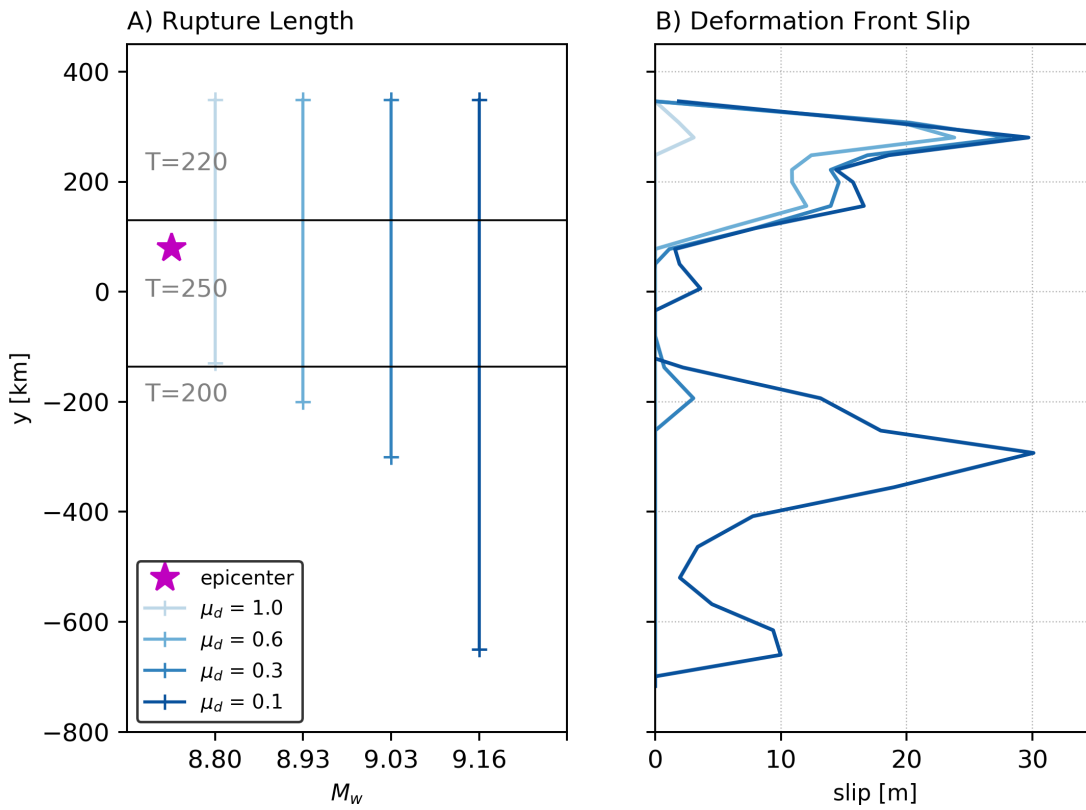 A) Rupture Length
400
200
0
−200
−400
−600
−800
y [km]
T=220
T=250
T=200
epicenter
μd = 1.0
μd = 0.6
μd = 0.3
μd = 0.1
8.80 8.93 9.03 9.16
Mw
B) Deformation Front Slip
0 10 20 30
slip [m]